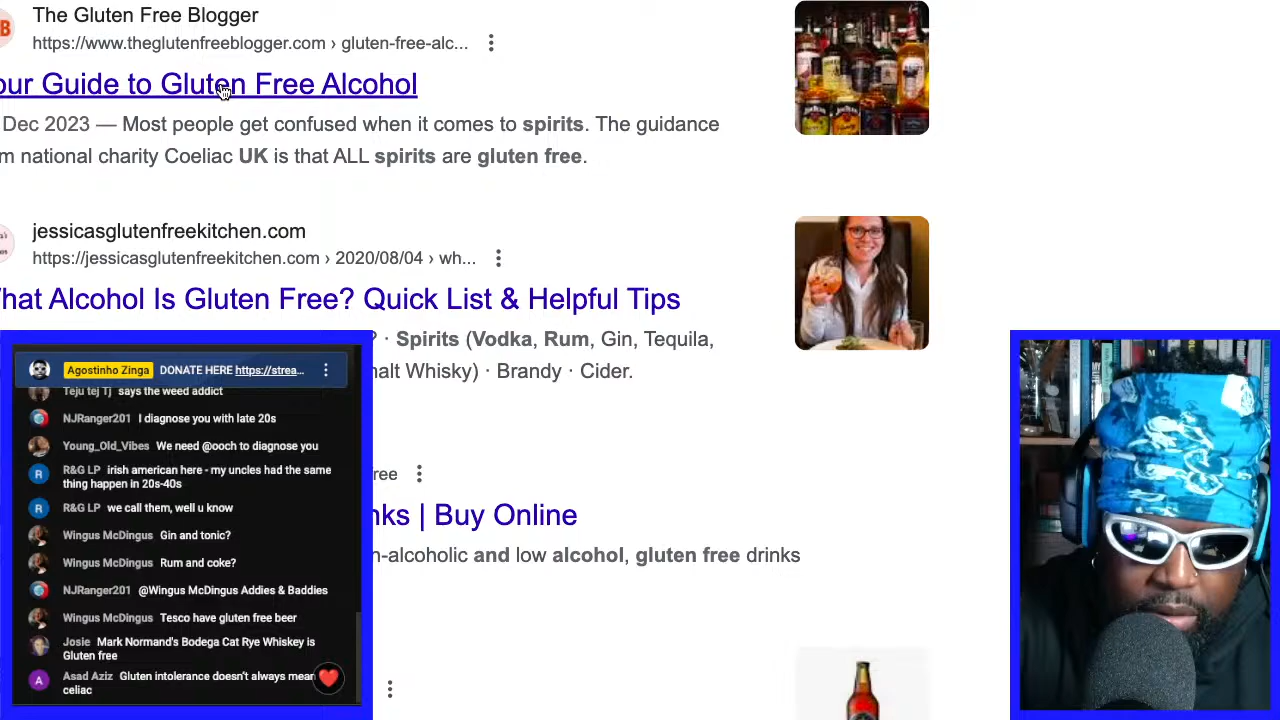 The Gluten Free Blogger
https://www.theglutenfreeblogger.com › gluten-free-alc...
our Guide to Gluten Free Alcohol
Dec 2023 — Most people get confused when it comes to spirits. The guidance
m national charity Coeliac UK is that ALL spirits are gluten free.
jessicasglutenfreekitchen.com
https://jessicasglutenfreekitchen.com › 2020/08/04 › wh...
hat Alcohol Is Gluten Free? Quick List & Helpful Tips
? · Spirits (Vodka, Rum, Gin, Tequila,
alt Whisky) · Brandy · Cider.
ree
nks | Buy Online
n-alcoholic and low alcohol, gluten free drinks
Agostinho Zinga DONATE HERE https://strea...
Teju tej Tj says the weed addict
NJRanger201 I diagnose you with late 20s
Young_Old_Vibes We need @ooch to diagnose you
R&G LP irish american here - my uncles had the same
thing happen in 20s-40s
R&G LP we call them, well u know
Wingus McDingus Gin and tonic?
Wingus McDingus Rum and coke?
NJRanger201 @Wingus McDingus Addies & Baddies
Wingus McDingus Tesco have gluten free beer
Josie Mark Normand's Bodega Cat Rye Whiskey is
Gluten free
Asad Aziz Gluten intolerance doesn't always mean
celiac